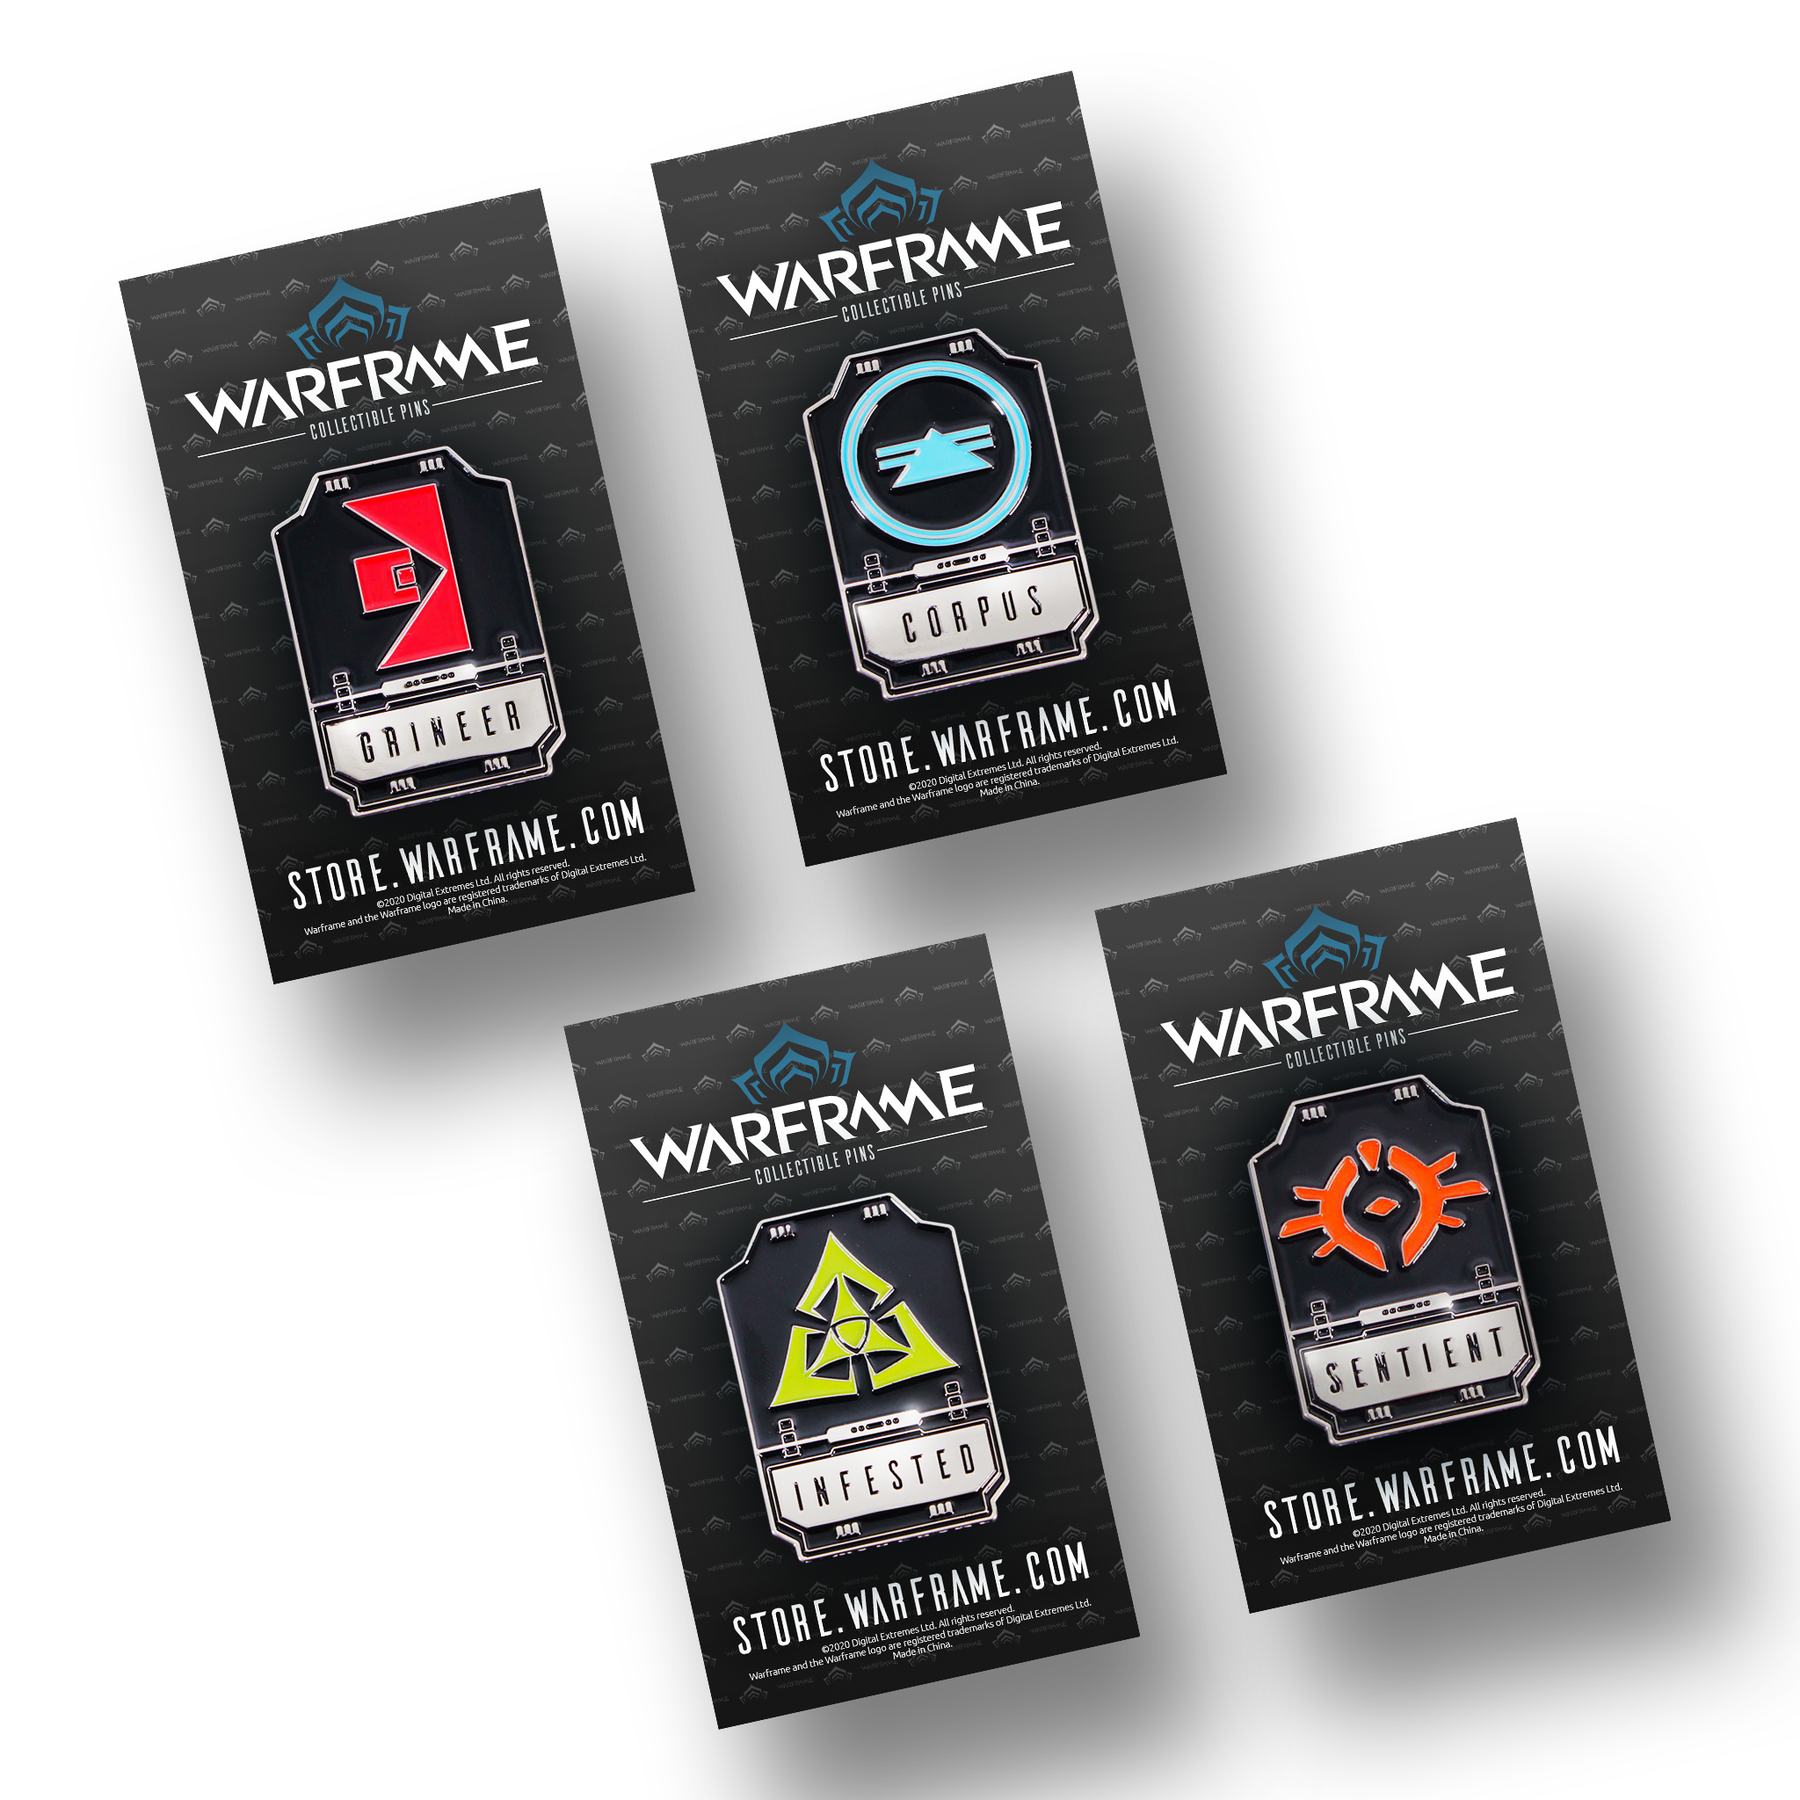 WARFRAME
COLLECTIBLE PINS
GRINEER
STORE.WARFRAME.COM
©2020 Digital Extremes Ltd. All rights reserved.
Warframe and the Warframe logo are registered trademarks of Digital Extremes Ltd.
Made in China.
WARFRAME
COLLECTIBLE PINS
CORPUS
STORE.WARFRAME.COM
©2020 Digital Extremes Ltd. All rights reserved.
Warframe and the Warframe logo are registered trademarks of Digital Extremes Ltd.
Made in China.
WARFRAME
COLLECTIBLE PINS
INFESTED
STORE.WARFRAME.COM
©2020 Digital Extremes Ltd. All rights reserved.
Warframe and the Warframe logo are registered trademarks of Digital Extremes Ltd.
Made in China.
WARFRAME
COLLECTIBLE PINS
SENTIENT
STORE.WARFRAME.COM
©2020 Digital Extremes Ltd. All rights reserved.
Warframe and the Warframe logo are registered trademarks of Digital Extremes Ltd.
Made in China.